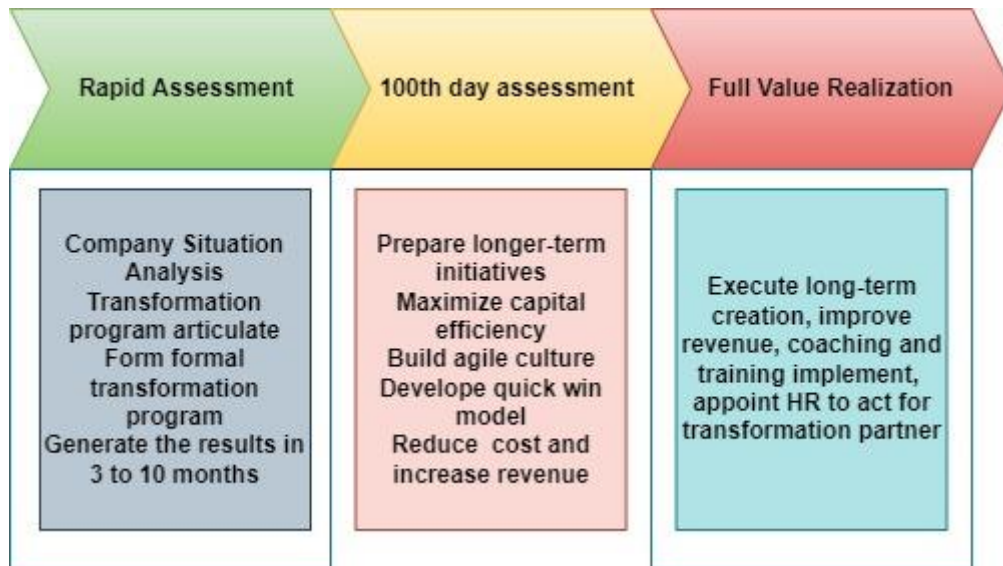 Rapid Assessment
100th day assessment
Full Value Realization
Company Situation
Analysis
Transformation
program articulate
Form formal
transformation
program
Generate the results in
3 to 10 months
Prepare longer-term
initiatives
Maximize capital
efficiency
Build agile culture
Develope quick win
model
Reduce cost and
increase revenue
Execute long-term
creation, improve
revenue, coaching and
training implement,
appoint HR to act for
transformation partner